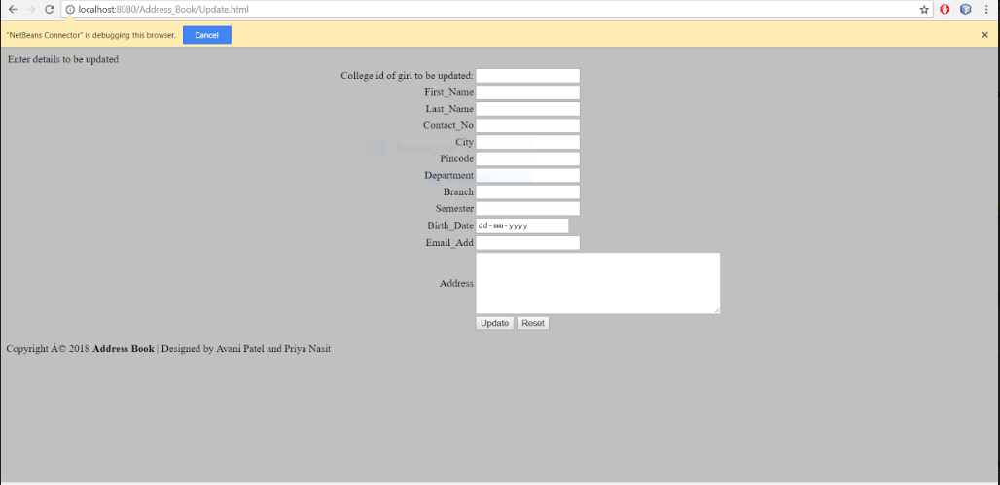 localhost:8080/Address_Book/Update.html
"NetBeans Connector" is debugging this browser. Cancel
Enter details to be updated
College id of girl to be updated:
First_Name
Last_Name
Contact_No
City
Pincode
Department
Branch
Semester
Birth_Date dd-mm-yyyy
Email_Add
Address
Update Reset
Copyright © 2018 Address Book | Designed by Avani Patel and Priya Nasit